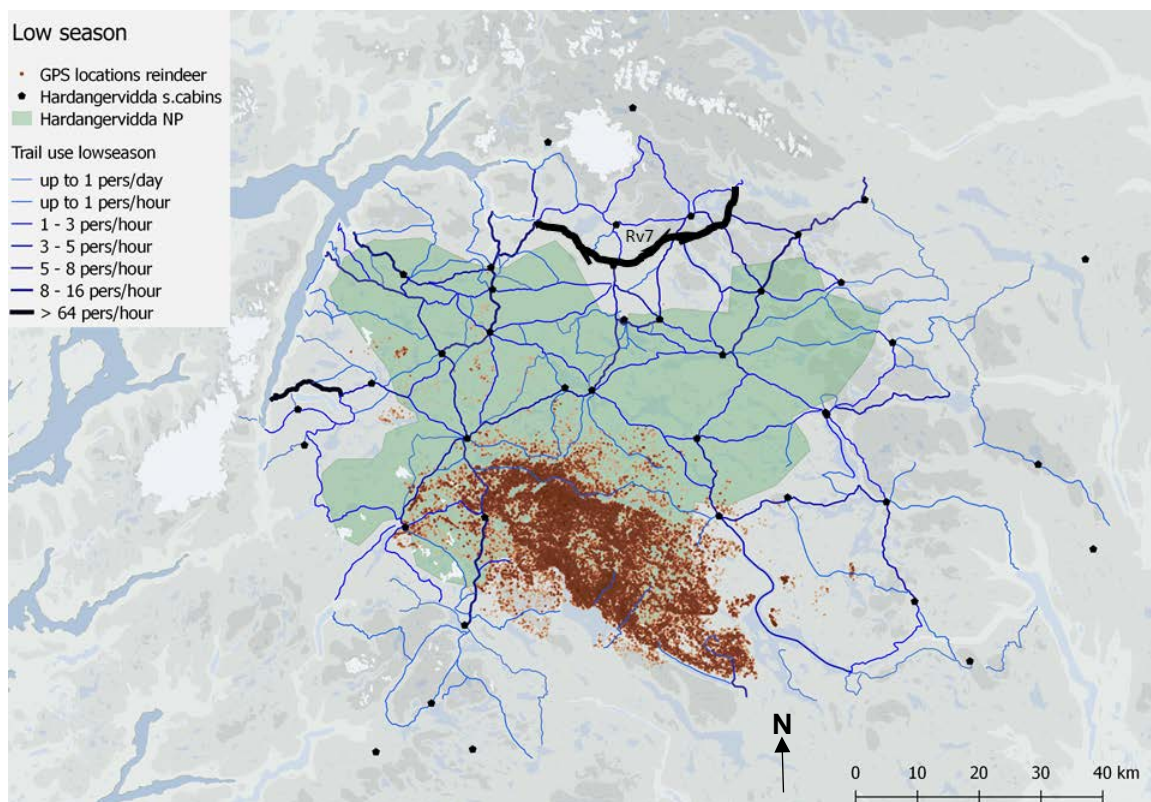 Low season
GPS locations reindeer
Hardangervidda s.cabins
Hardangervidda NP
Trail use lowseason
up to 1 pers/day
up to 1 pers/hour
1 - 3 pers/hour
3 - 5 pers/hour
5 - 8 pers/hour
8 - 16 pers/hour
> 64 pers/hour
Rv7
N
0 10 20 30 40 km